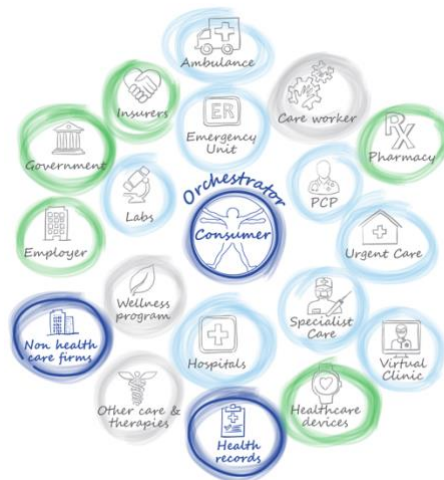 Ambulance
Insurers
ER
Emergency
Unit
Care worker
Government
Rx
Pharmacy
Labs
Orchestrator
Consumer
PCP
Employer
Urgent Care
Wellness
program
Specialist
Care
Non health
care firms
Hospitals
Virtual
Clinic
Other care &
therapies
Healthcare
devices
Health
records